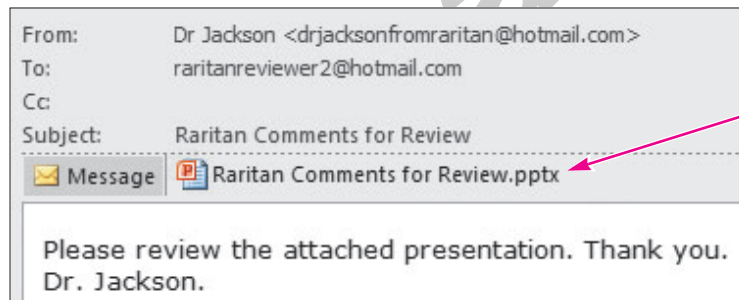 From: Dr Jackson <drjacksonfromraritan@hotmail.com>
To: raritanreviewer2@hotmail.com
Cc:
Subject: Raritan Comments for Review
Message Raritan Comments for Review.pptx
Please review the attached presentation. Thank you.
Dr. Jackson.